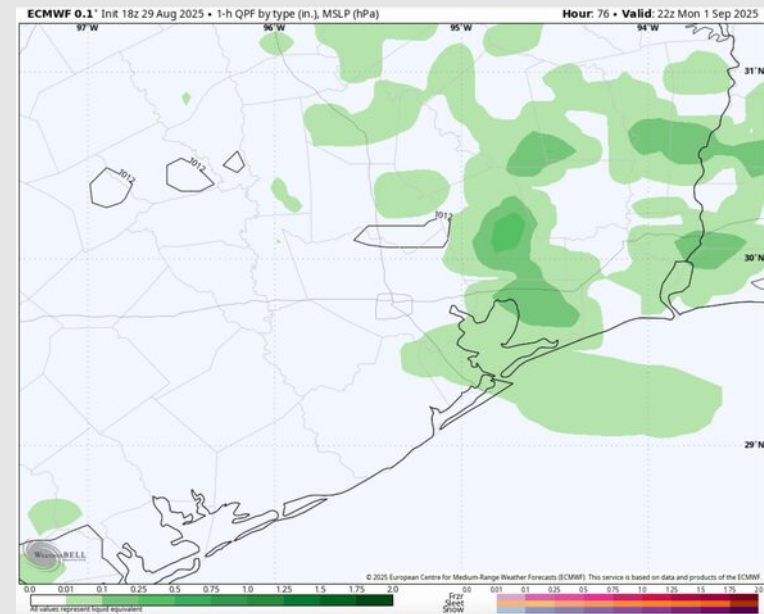 ECMWF 0.1° Init 18z 29 Aug 2025 • 1-h QPF by type (in.), MSLP (hPa) Hour: 76 • Valid: 22z Mon 1 Sep 2025
97°W 96°W 95°W 94°W
31°N
1012 1012
1012
30°N
29°N
WeatherBELL
© 2025 European Centre for Medium-Range Weather Forecasts (ECMWF). This service is based on data and products of the ECMWF.
0.0 0.01 0.1 0.25 0.5 0.75 1.0 1.25 1.5 1.75 2.0 0.0 0.01 0.1 0.25 0.5 0.75 1.0 1.25 1.5 1.75 2.0
All values represent liquid equivalent
Frzr
Sleet
Snow